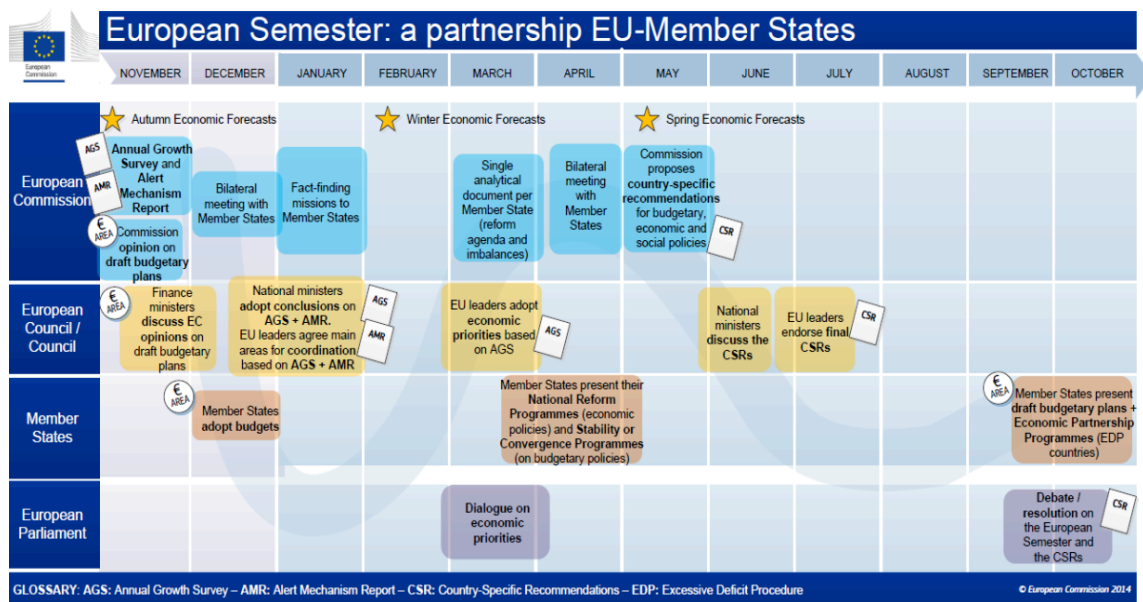 European Semester: a partnership EU-Member States
European
Commission
NOVEMBER
DECEMBER
JANUARY
FEBRUARY
MARCH
APRIL
MAY
JUNE
JULY
AUGUST
SEPTEMBER
OCTOBER
European
Commission
Autumn Economic Forecasts
Winter Economic Forecasts
Spring Economic Forecasts
AGS
AMR
Annual Growth
Survey and
Alert
Mechanism
Report
€
AREA
Commission
opinion on
draft budgetary
plans
Bilateral
meeting with
Member States
Fact-finding
missions to
Member States
Single
analytical
document per
Member State
(reform
agenda and
imbalances)
Bilateral
meeting
with
Member
States
Commission
proposes
country-specific
recommendations
for budgetary,
economic and
social policies
CSR
European
Council /
Council
€
AREA
Finance
ministers
discuss EC
opinions on
draft budgetary
plans
National ministers
adopt conclusions on
AGS + AMR.
EU leaders agree main
areas for coordination
based on AGS + AMR
AGS
AMR
EU leaders adopt
economic
priorities based
on AGS
AGS
National
ministers
discuss the
CSRs
EU leaders
endorse final
CSRs
CSR
Member
States
€
AREA
Member States
adopt budgets
Member States present their
National Reform
Programmes (economic
policies) and Stability or
Convergence Programmes
(on budgetary policies)
€
AREA
Member States present
draft budgetary plans +
Economic Partnership
Programmes (EDP
countries)
European
Parliament
Dialogue on
economic
priorities
Debate /
resolution on
the European
Semester and
the CSRs
CSR
GLOSSARY: AGS: Annual Growth Survey – AMR: Alert Mechanism Report – CSR: Country-Specific Recommendations – EDP: Excessive Deficit Procedure
© European Commission 2014